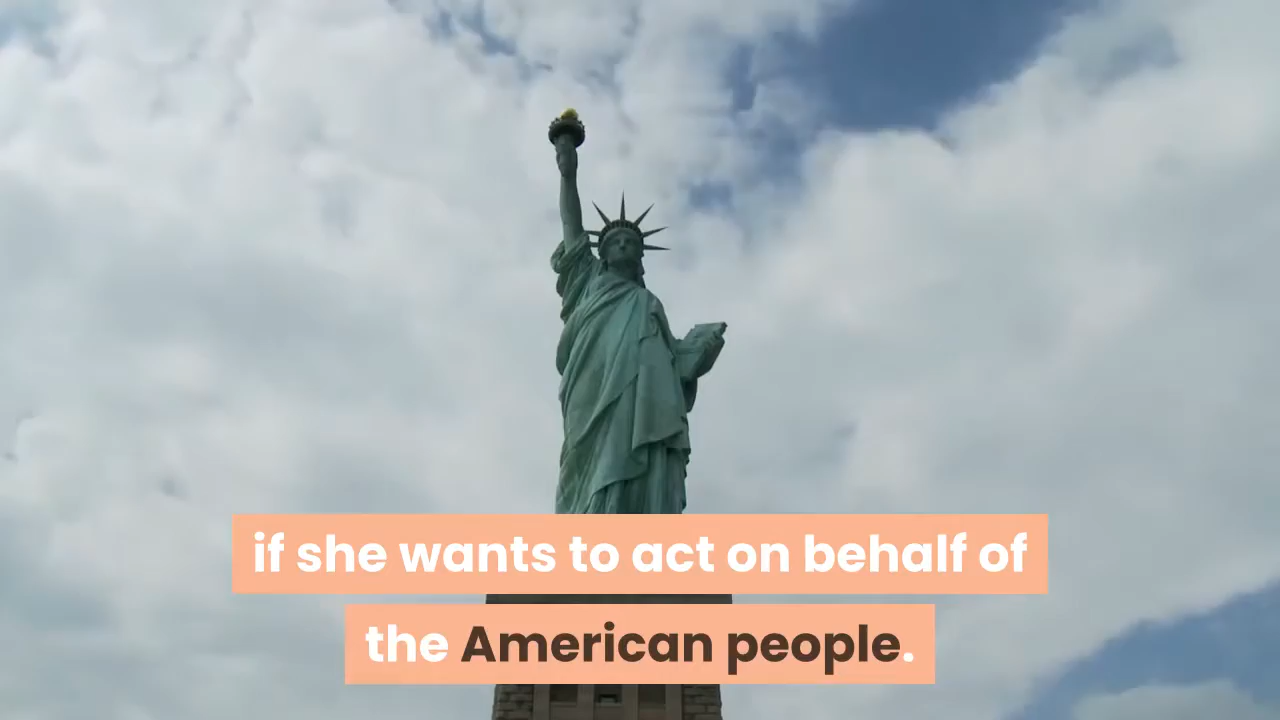 if she wants to act on behalf of
the American people.